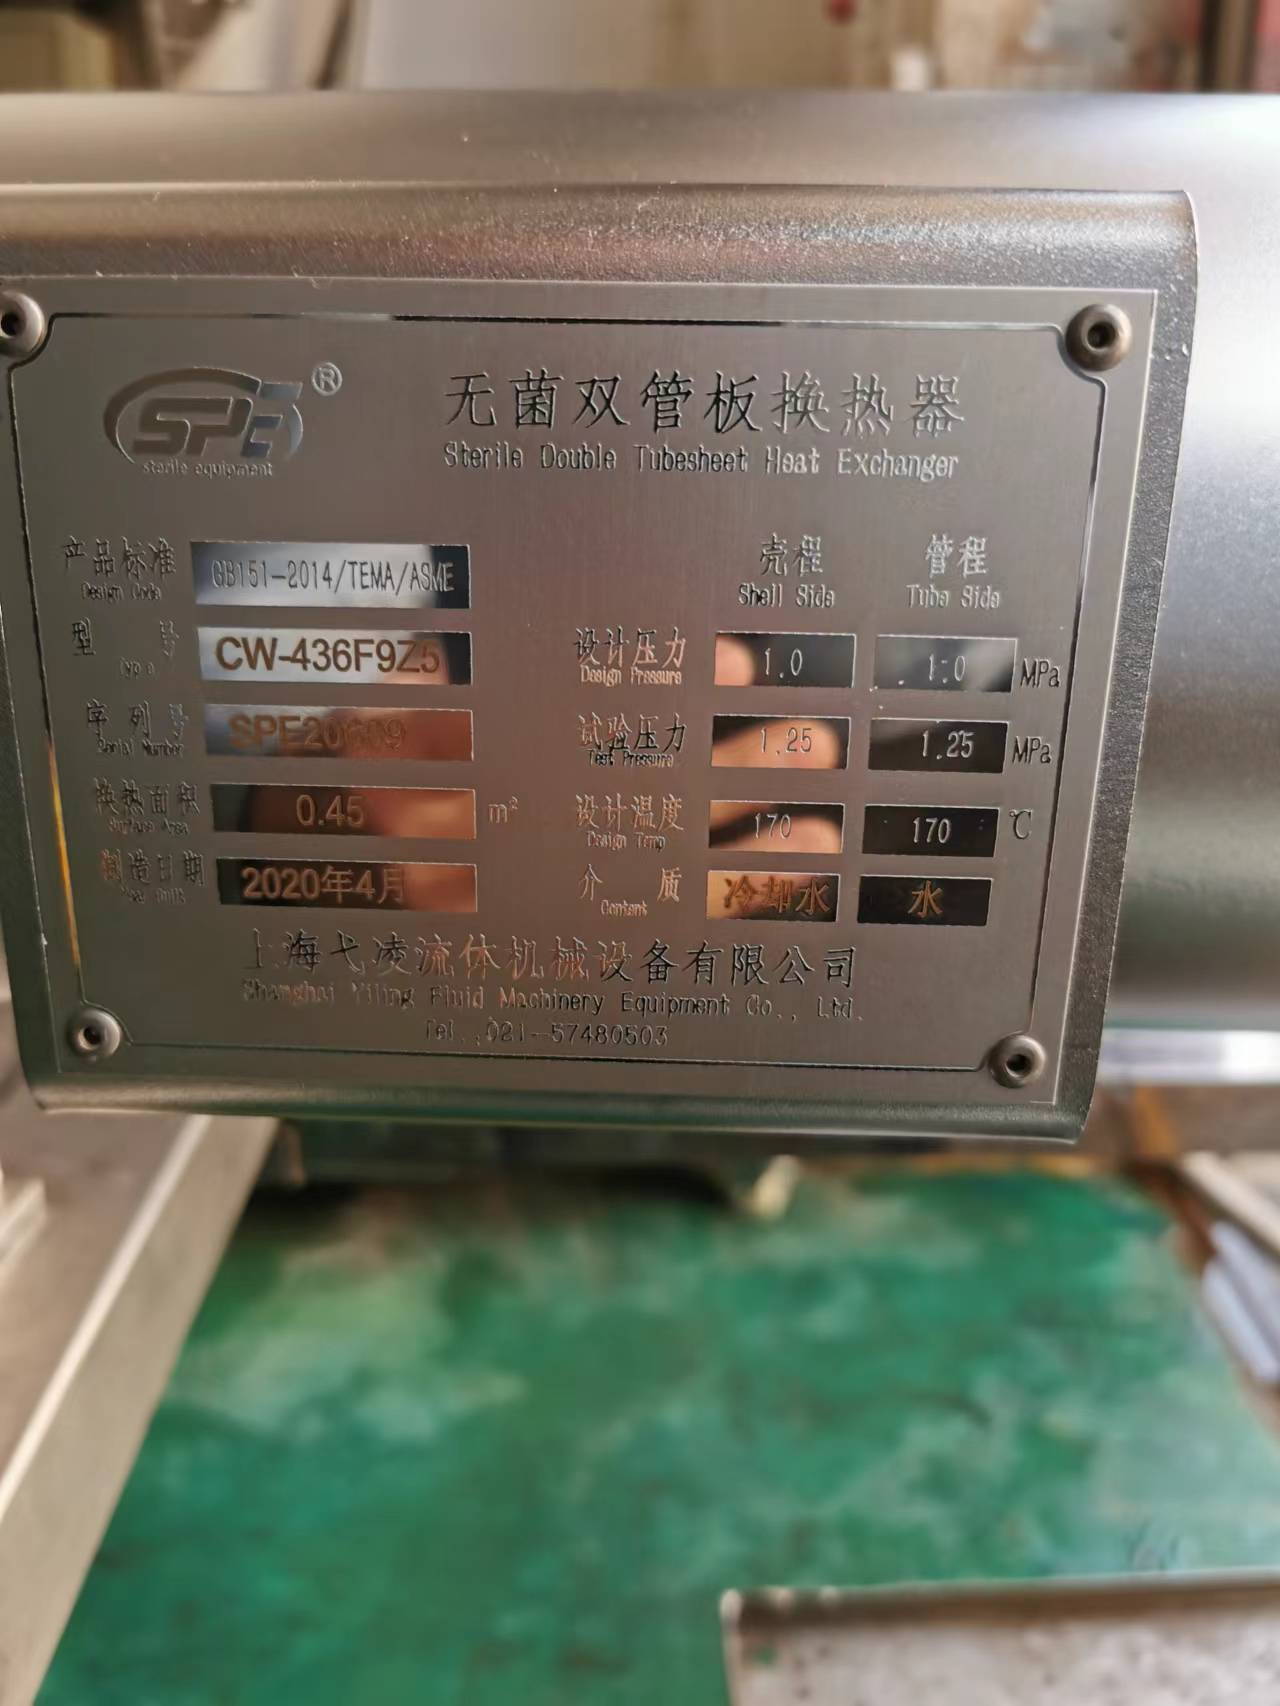 SPE ®
sterile equipment
无菌双管板换热器
Sterile Double Tubesheet Heat Exchanger
壳程 管程
Shell Side Tube Side
产品标准 GB151-2014/TEMA/ASME
Design Code
型 号 CW-436F9Z5
Type
设计压力 1.0 1.0 MPa
Design Pressure
序列号
Serial Number
试验压力 1.25 1.25 MPa
Test Pressure
换热面积 0.45 m²
Surface Area
设计温度 170 170 ℃
Design Temp
制造日期 2020年4月
介 质 冷却水 水
Content
上海弋凌流体机械设备有限公司
Shanghai Yiling Fluid Machinery Equipment Co., Ltd.
Tel.:021-57480503